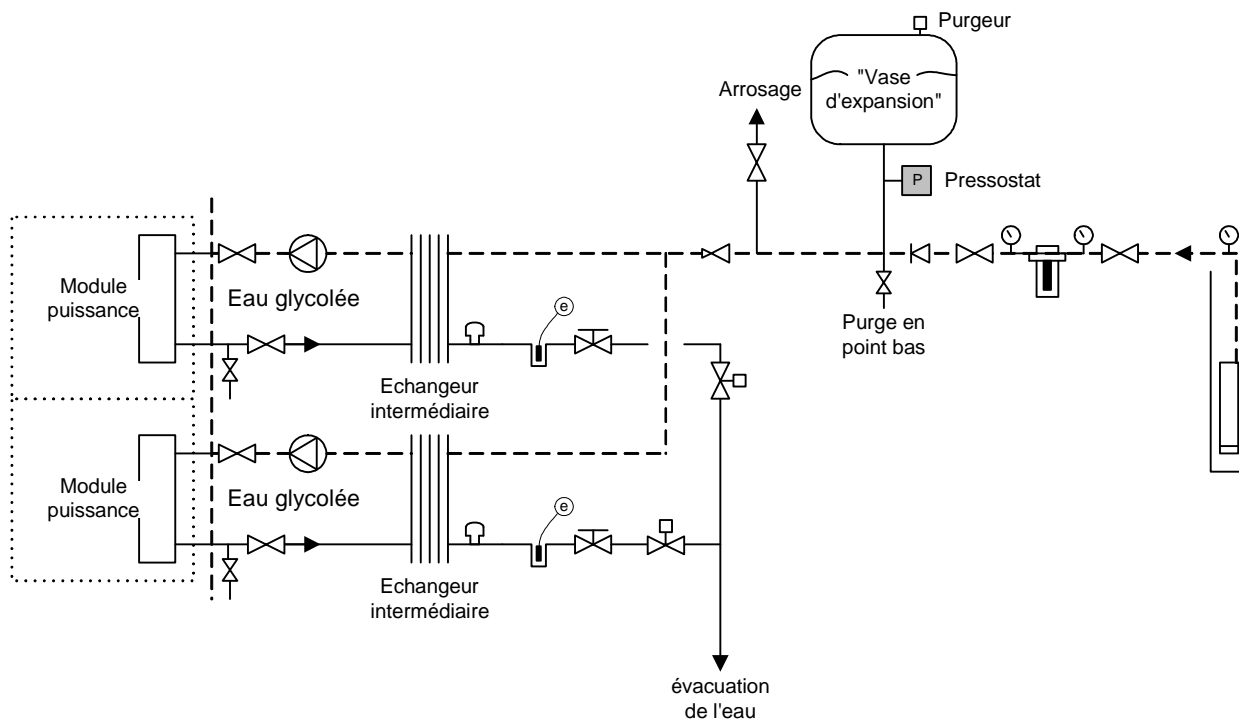 Purgeur
"Vase
d'expansion"
Arrosage
P
Pressostat
Module
puissance
Eau glycolée
e
Purge en
point bas
Echangeur
intermédiaire
Module
puissance
Eau glycolée
e
Echangeur
intermédiaire
évacuation
de l'eau